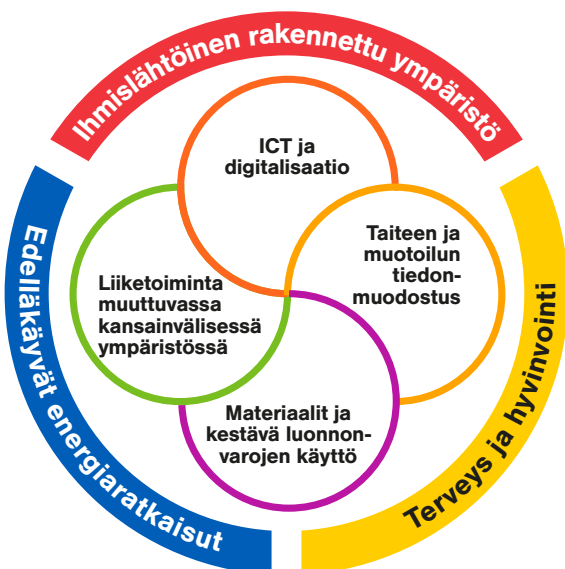 Ihmislähtöinen rakennettu ympäristö
ICT ja
digitalisaatio
Taiteen ja
muotoilun
tiedon-
muodostus
Liiketoiminta
muuttuvassa
kansainvälisessä
ympäristössä
Materiaalit ja
kestävä luonnon-
varojen käyttö
Edelläkäyvät energiaratkaisut
Terveys ja hyvinvointi